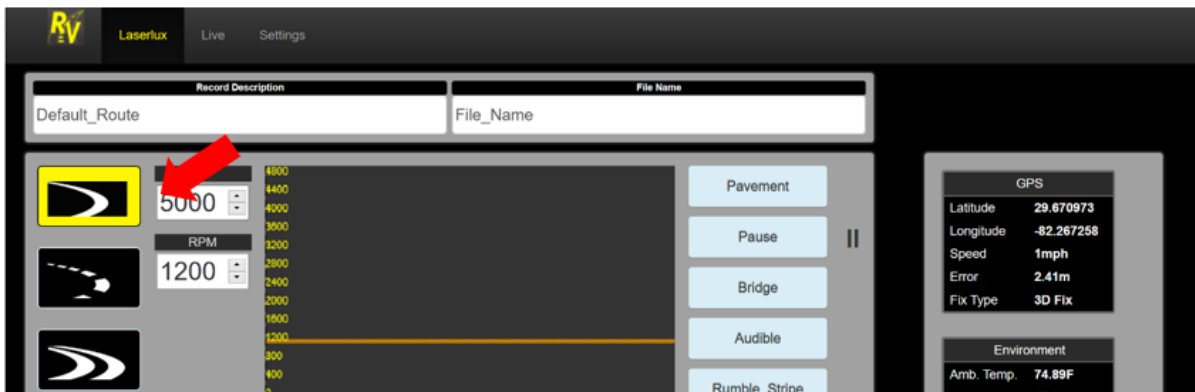 RV
Laserlux Live Settings
Record Description File Name
Default_Route File_Name
5000
RPM
1200
4800
4400
4000
3600
3200
2800
2400
2000
1600
1200
800
400
0
Pavement
Pause
Bridge
Audible
Rumble_Stripe
GPS
Latitude 29.670973
Longitude -82.267258
Speed 1mph
Error 2.41m
Fix Type 3D Fix
Environment
Amb. Temp. 74.89F